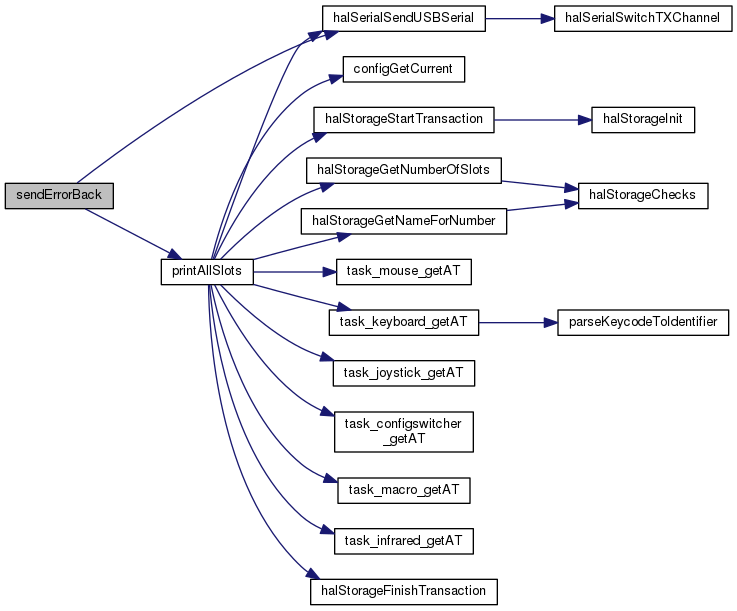 halSerialSendUSBSerial
halSerialSwitchTXChannel
configGetCurrent
halStorageStartTransaction
halStorageInit
halStorageGetNumberOfSlots
sendErrorBack
halStorageChecks
halStorageGetNameForNumber
printAllSlots
task_mouse_getAT
task_keyboard_getAT
parseKeycodeToIdentifier
task_joystick_getAT
task_configswitcher
_getAT
task_macro_getAT
task_infrared_getAT
halStorageFinishTransaction